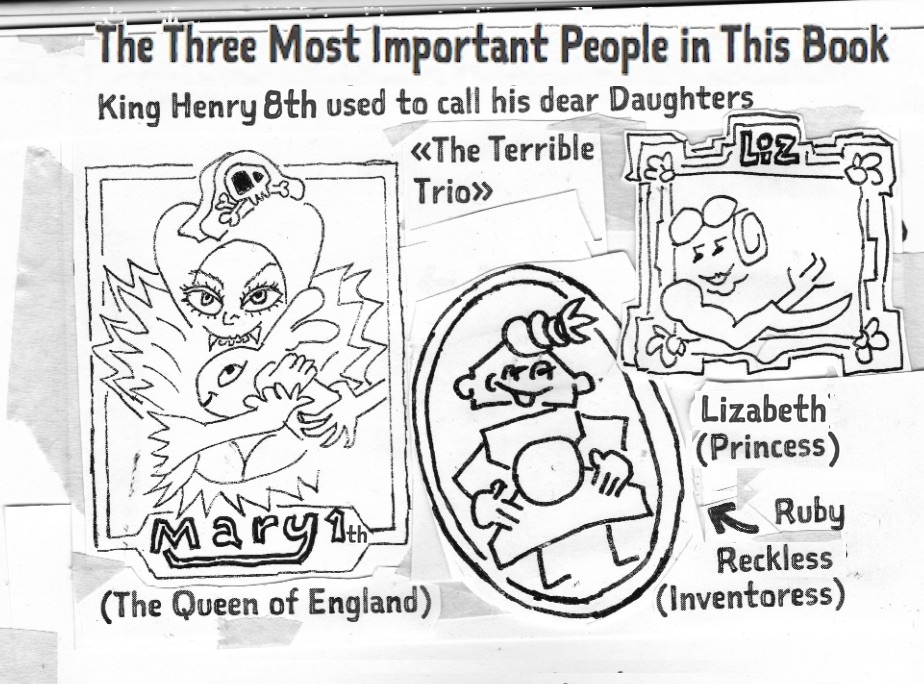 The Three Most Important People in This Book
King Henry 8th used to call his dear Daughters
«The Terrible
Trio»
Liz
Mary 1th
(The Queen of England)
Lizabeth
(Princess)
Ruby
Reckless
(Inventoress)